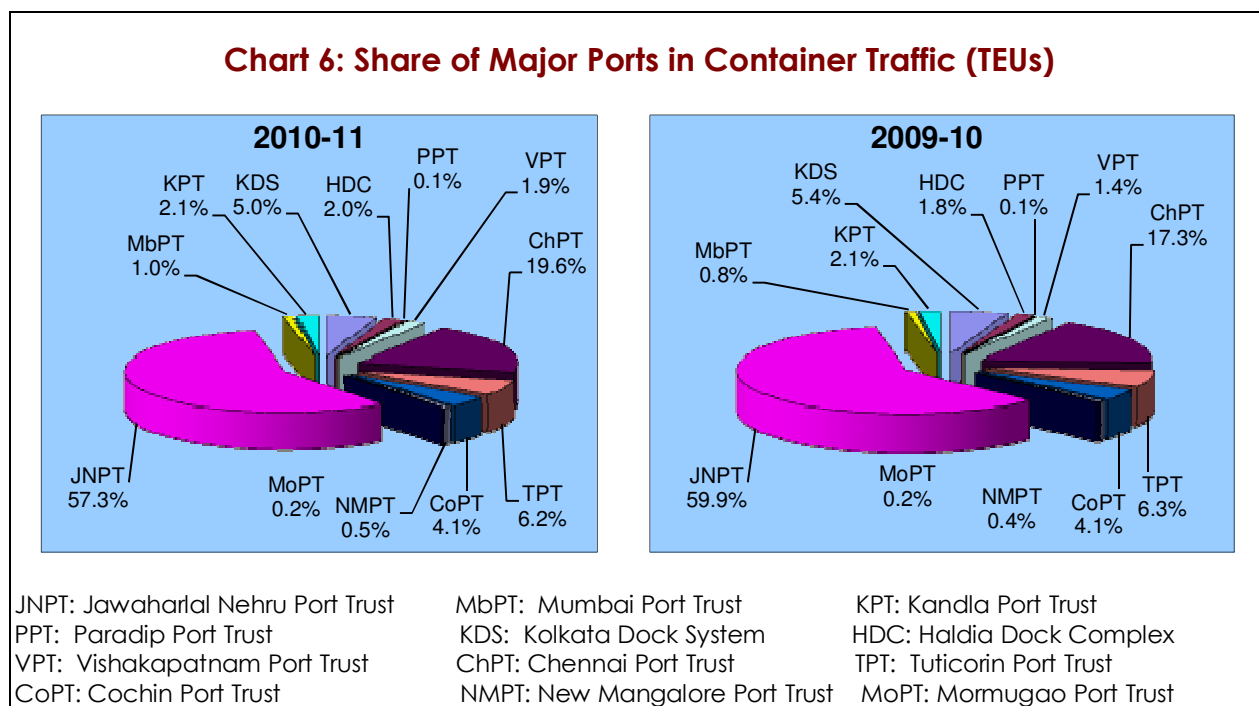 Chart 6: Share of Major Ports in Container Traffic (TEUs)
2010-11
PPT
0.1%
VPT
1.9%
KPT
2.1%
KDS
5.0%
HDC
2.0%
MbPT
1.0%
ChPT
19.6%
JNPT
57.3%
MoPT
0.2%
NMPT
0.5%
CoPT
4.1%
TPT
6.2%
2009-10
KDS
5.4%
HDC
1.8%
PPT
0.1%
VPT
1.4%
ChPT
17.3%
MbPT
0.8%
KPT
2.1%
JNPT
59.9%
MoPT
0.2%
NMPT
0.4%
CoPT
4.1%
TPT
6.3%
JNPT: Jawaharlal Nehru Port Trust MbPT: Mumbai Port Trust KPT: Kandla Port Trust
PPT: Paradip Port Trust KDS: Kolkata Dock System HDC: Haldia Dock Complex
VPT: Vishakapatnam Port Trust ChPT: Chennai Port Trust TPT: Tuticorin Port Trust
CoPT: Cochin Port Trust NMPT: New Mangalore Port Trust MoPT: Mormugao Port Trust